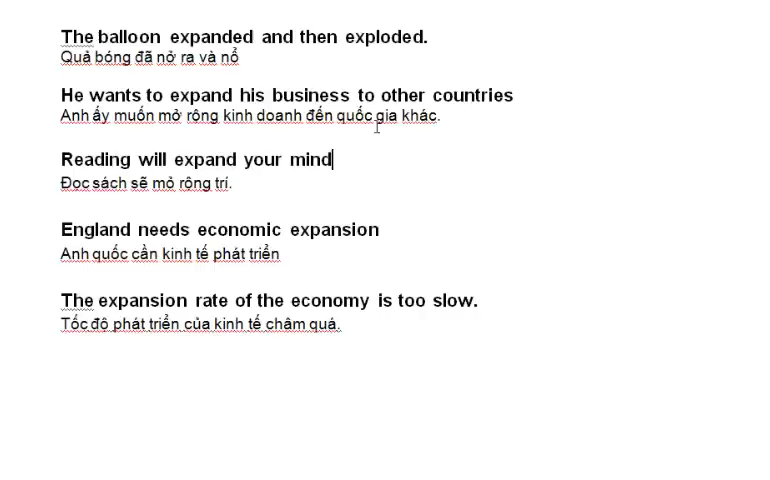 The balloon expanded and then exploded.
Quả bóng đã nở ra và nổ
He wants to expand his business to other countries
Anh ấy muốn mở rộng kinh doanh đến quốc gia khác.
Reading will expand your mind
Đọc sách sẽ mỏ rộng trí.
England needs economic expansion
Anh quốc cần kinh tế phát triển
The expansion rate of the economy is too slow.
Tốc độ phát triển của kinh tế chậm quá.